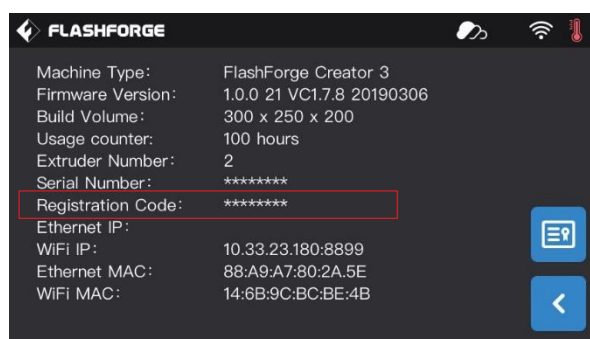 FLASHFORGE
Machine Type: FlashForge Creator 3
Firmware Version: 1.0.0 21 VC1.7.8 20190306
Build Volume: 300 x 250 x 200
Usage counter: 100 hours
Extruder Number: 2
Serial Number: ********
Registration Code: ********
Ethernet IP:
WiFi IP: 10.33.23.180:8899
Ethernet MAC: 88:A9:A7:80:2A.5E
WiFi MAC: 14:6B:9C:BC:BE:4B